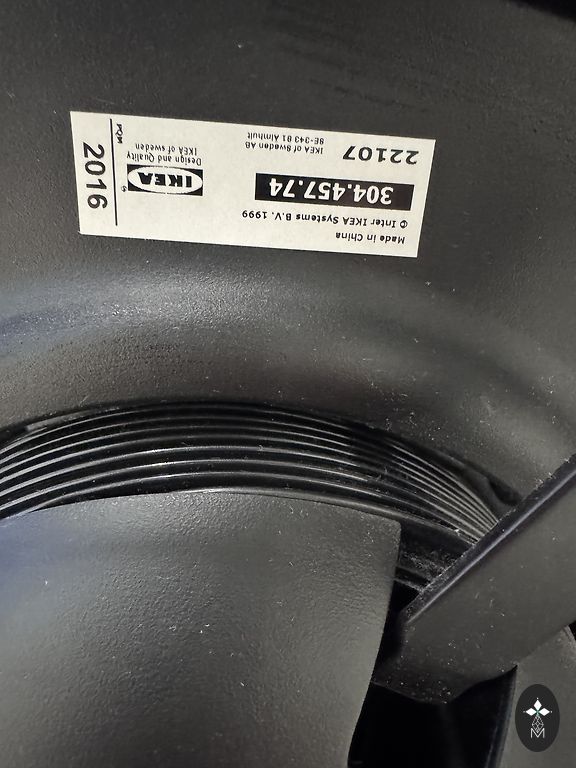 Made in China
© Inter IKEA Systems B.V. 1999
304.457.74
22107
IKEA of Sweden AB
SE-343 81 Älmhult
IKEA®
Design and Quality
IKEA of Sweden
PQM
2016
M